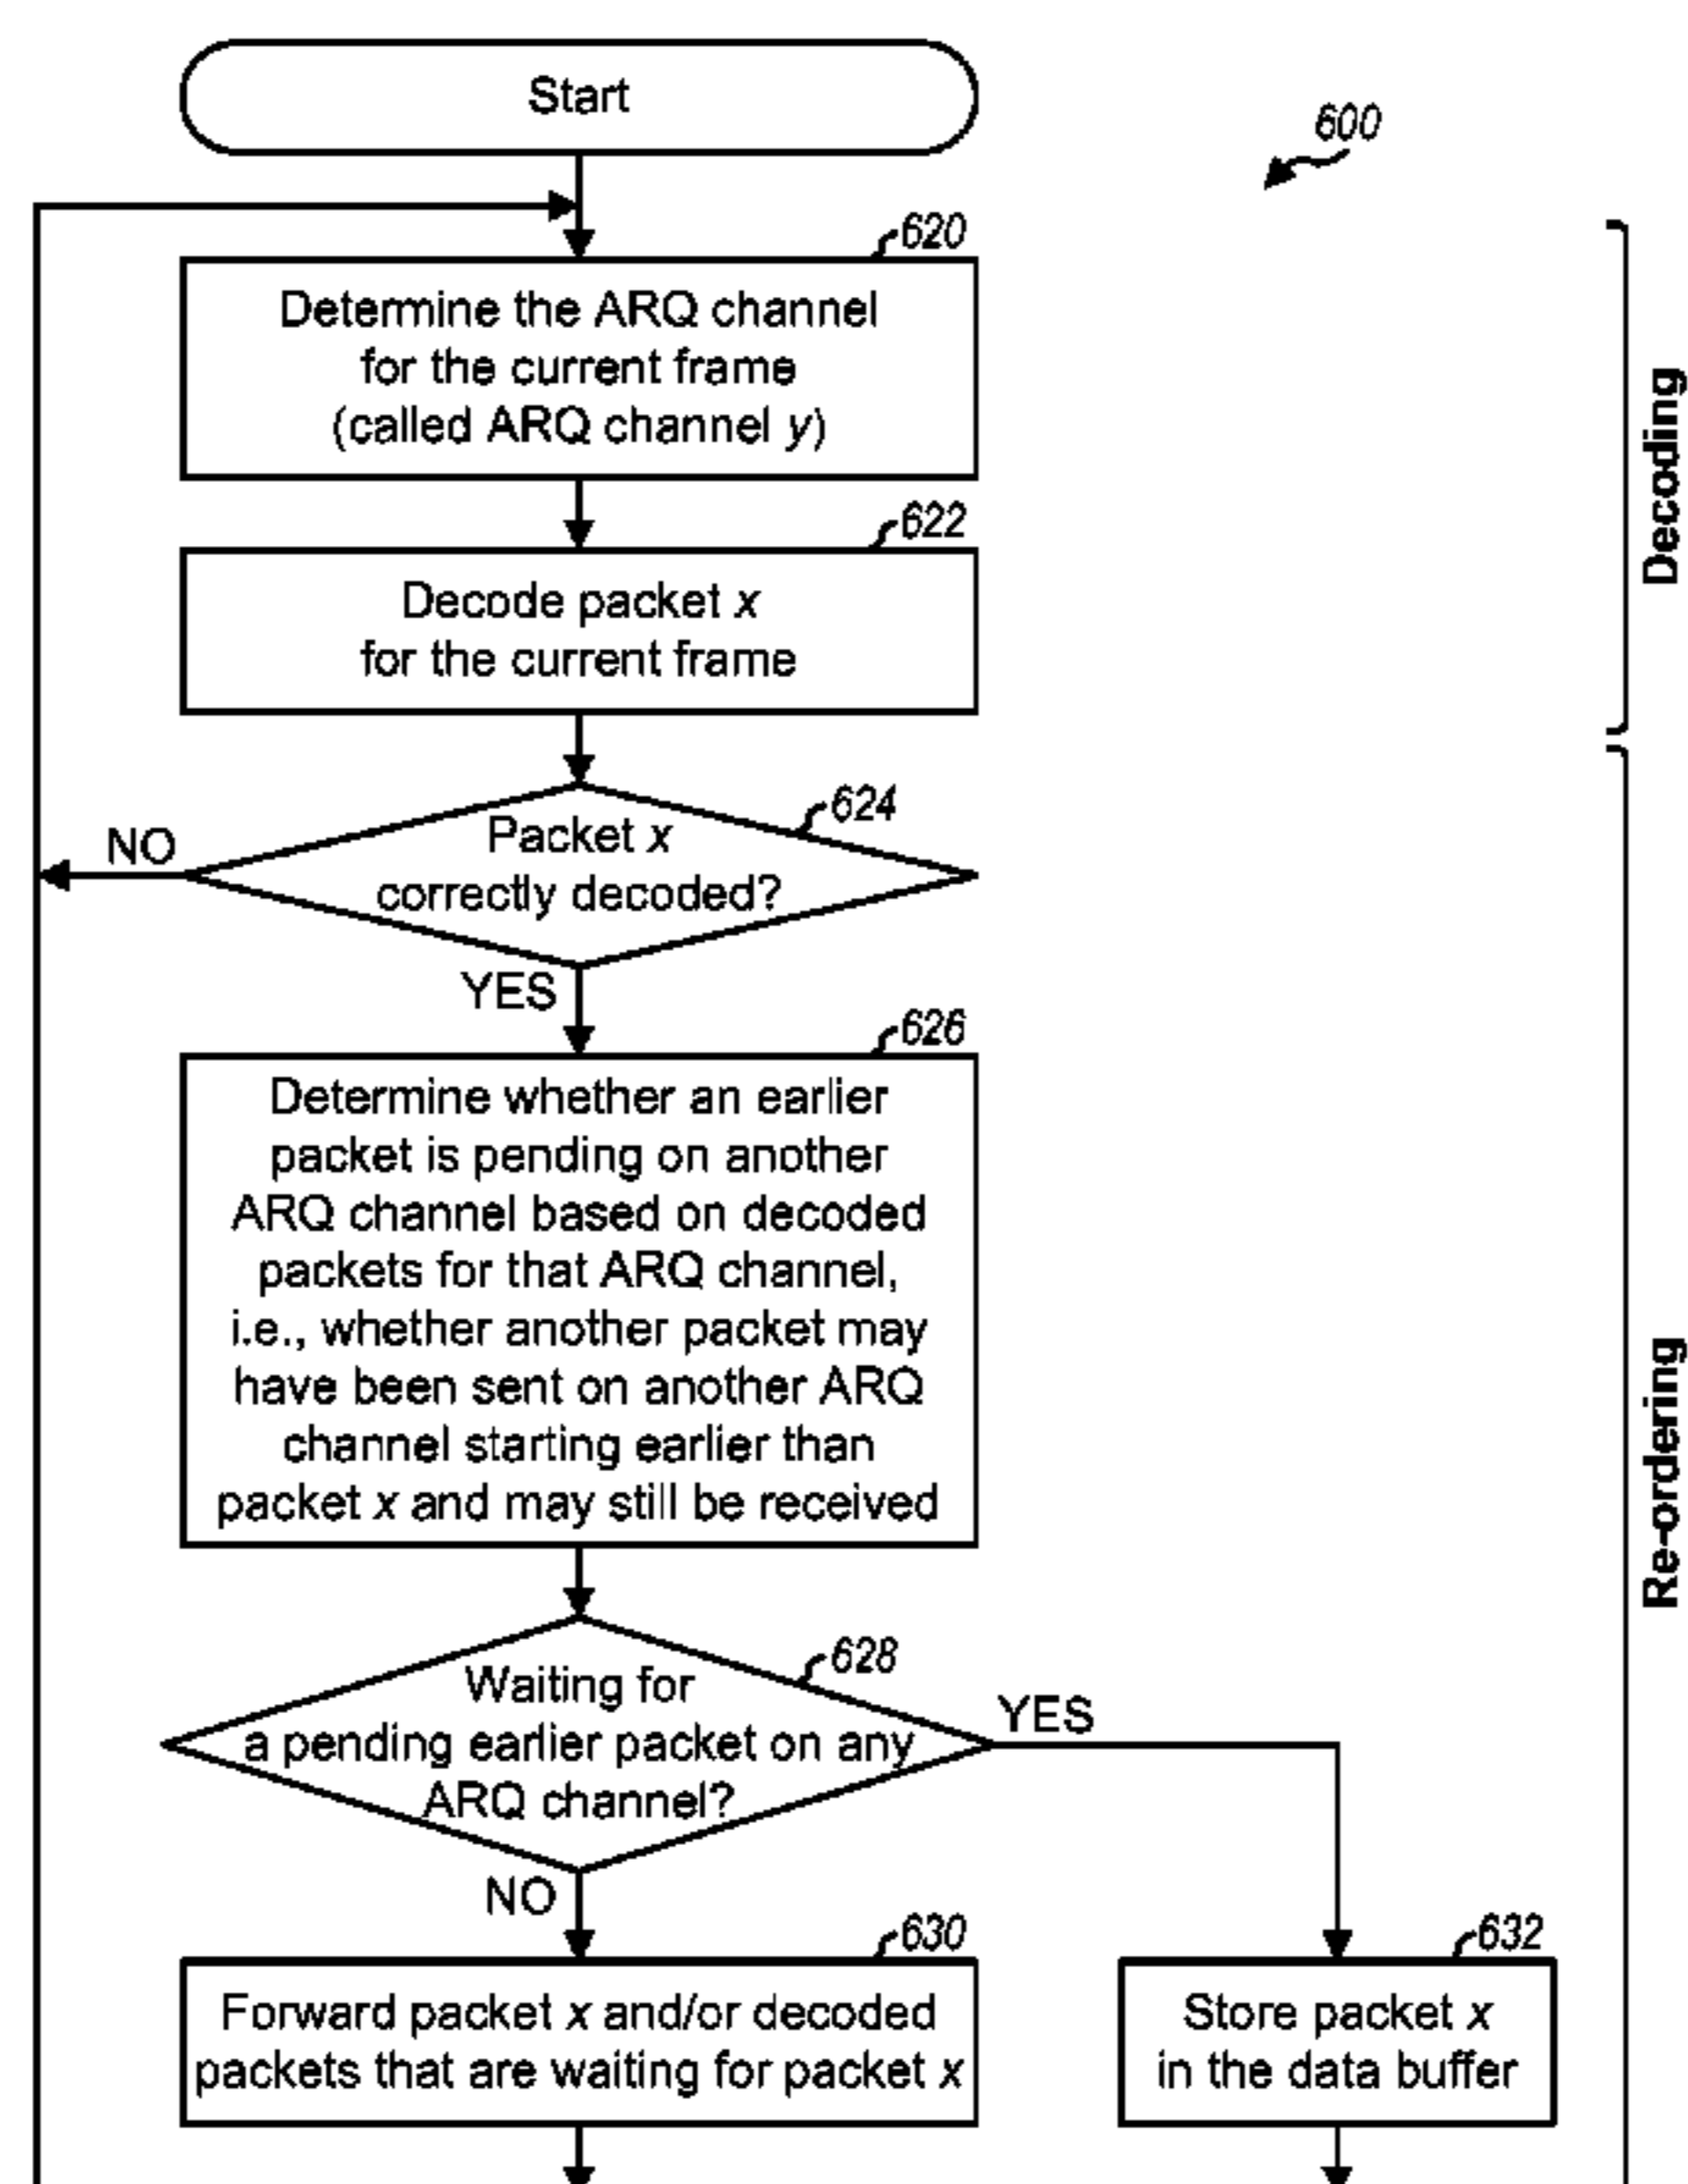 Start
600
620
Determine the ARQ channel
for the current frame
(called ARQ channel y)
622
Decode packet x
for the current frame
Decoding
624
Packet x
correctly decoded?
NO
YES
626
Determine whether an earlier
packet is pending on another
ARQ channel based on decoded
packets for that ARQ channel,
i.e., whether another packet may
have been sent on another ARQ
channel starting earlier than
packet x and may still be received
Re-ordering
628
Waiting for
a pending earlier packet on any
ARQ channel?
YES
NO
630
Forward packet x and/or decoded
packets that are waiting for packet x
632
Store packet x
in the data buffer